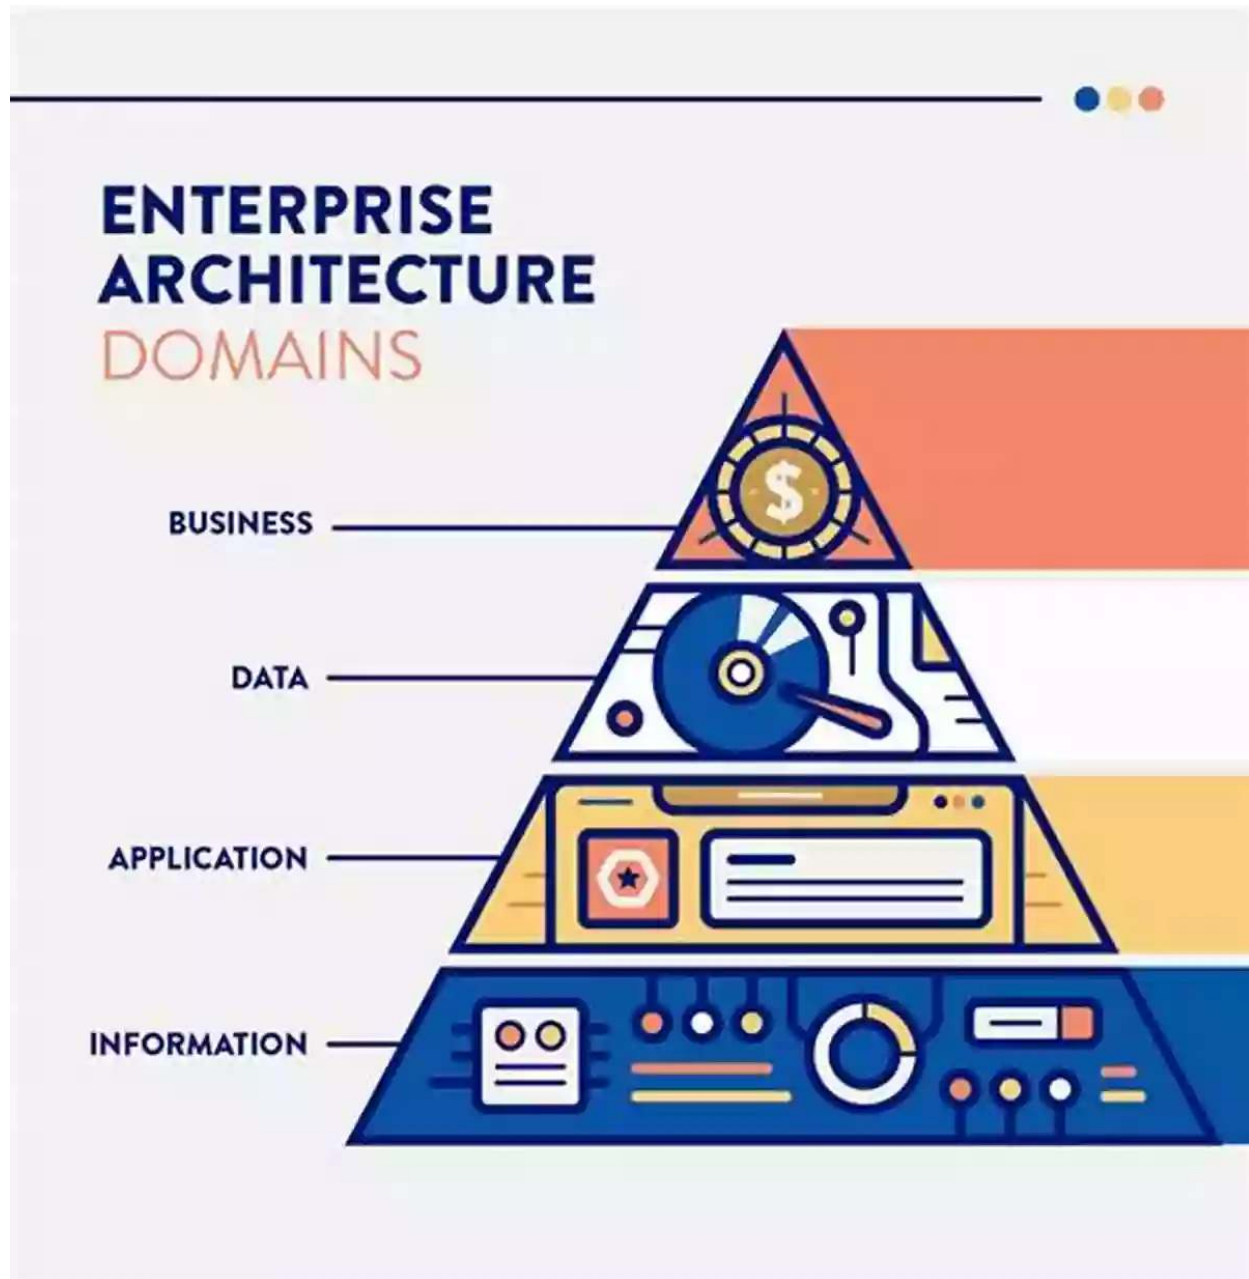 ENTERPRISE
ARCHITECTURE
DOMAINS
$
BUSINESS
DATA
APPLICATION
INFORMATION